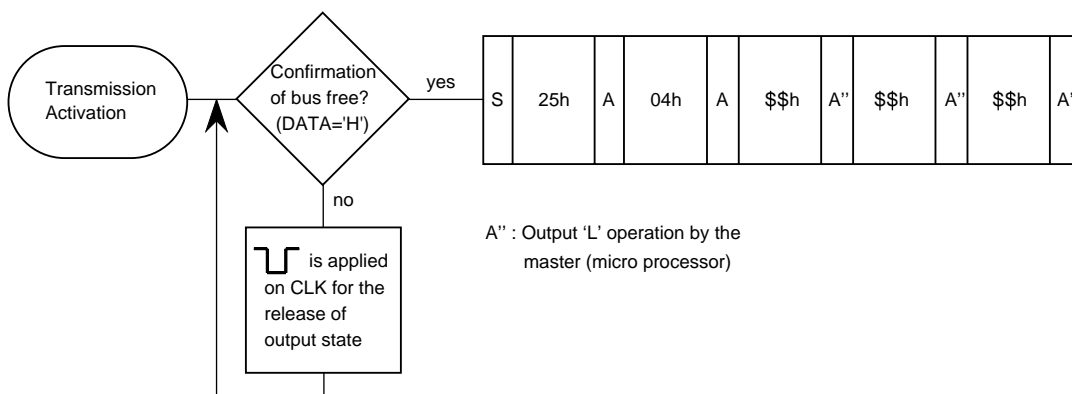 Transmission
Activation
Confirmation
of bus free?
(DATA='H')
yes
no
is applied
on CLK for the
release of
output state
S 25h A 04h A $$h A'' $$h A'' $$h A'
A'' : Output ‘L’ operation by the
master (micro processor)